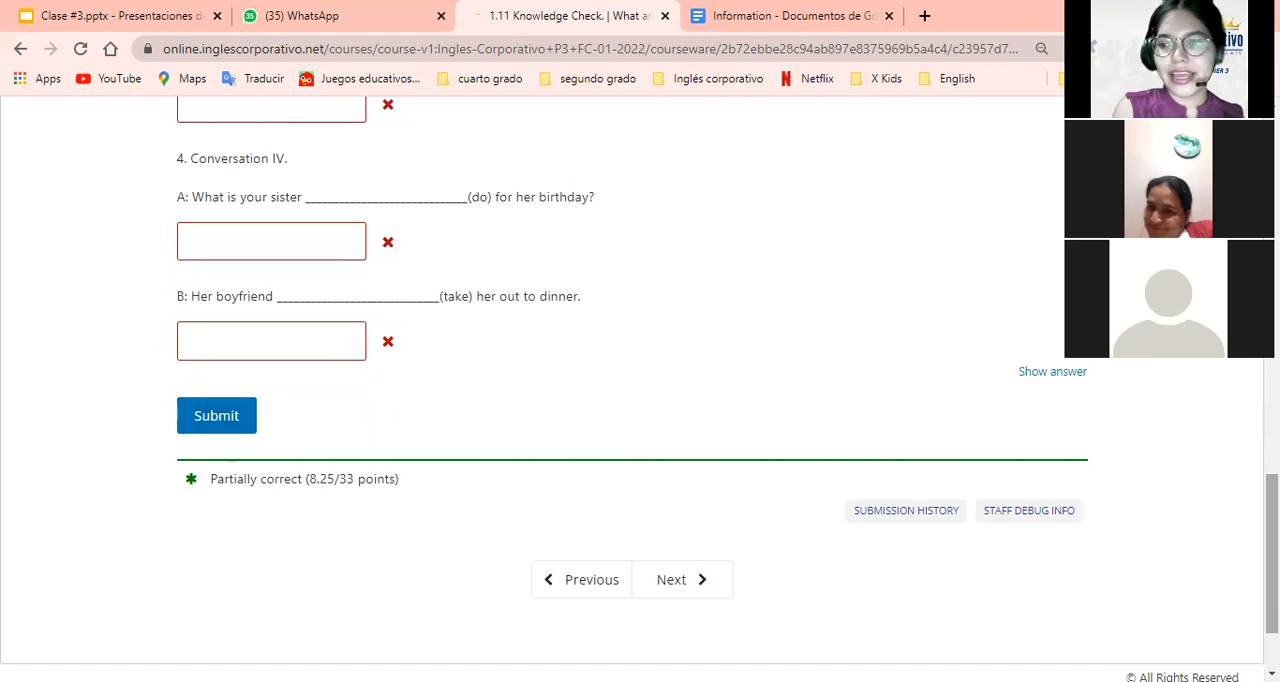 Clase #3.pptx - Presentaciones d
(35) WhatsApp
1.11 Knowledge Check. | What ar
Information - Documentos de Go
online.inglescorporativo.net/courses/course-v1:Ingles-Corporativo+P3+FC-01-2022/courseware/2b72ebbe28c94ab897e8375969b5a4c4/c23957d7...
Apps YouTube Maps Traducir Juegos educativos... cuarto grado segundo grado Inglés corporativo Netflix X Kids English
4. Conversation IV.
A: What is your sister __________________________(do) for her birthday?
B: Her boyfriend __________________________(take) her out to dinner.
Show answer
Submit
Partially correct (8.25/33 points)
SUBMISSION HISTORY STAFF DEBUG INFO
Previous Next
© All Rights Reserved